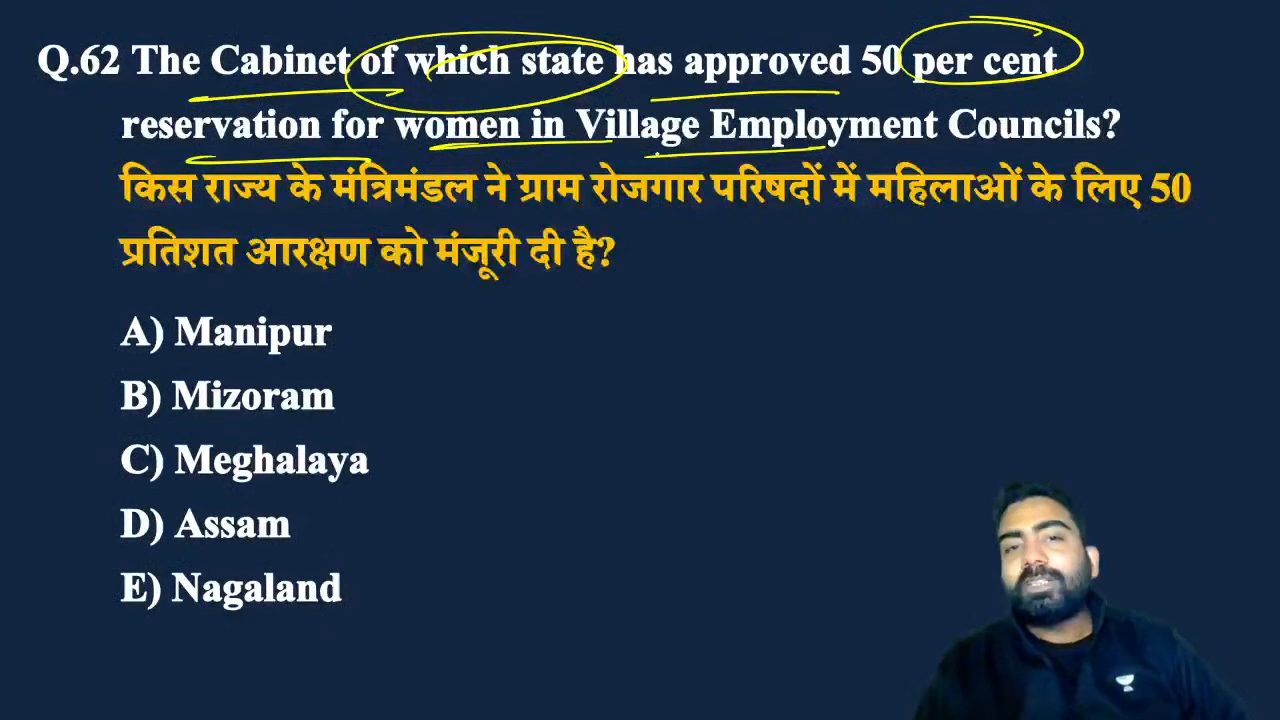 Q.62 The Cabinet of which state has approved 50 per cent
reservation for women in Village Employment Councils?
किस राज्य के मंत्रिमंडल ने ग्राम रोजगार परिषदों में महिलाओं के लिए 50
प्रतिशत आरक्षण को मंजूरी दी है?
A) Manipur
B) Mizoram
C) Meghalaya
D) Assam
E) Nagaland